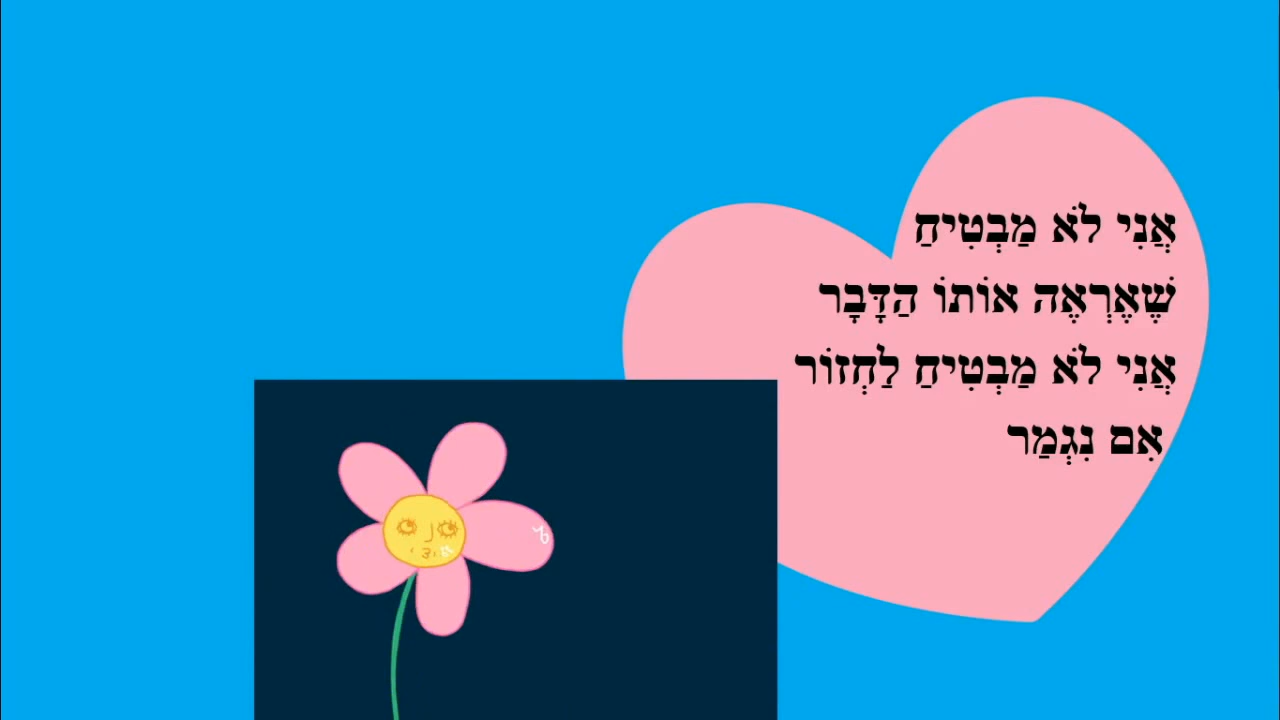 אֲנִי לֹא מַבְטִיחַ
שֶׁאֶרְאֶה אוֹתוֹ הַדָּבָר
אֲנִי לֹא מַבְטִיחַ לַחְזוֹר
אִם נִגְמַר